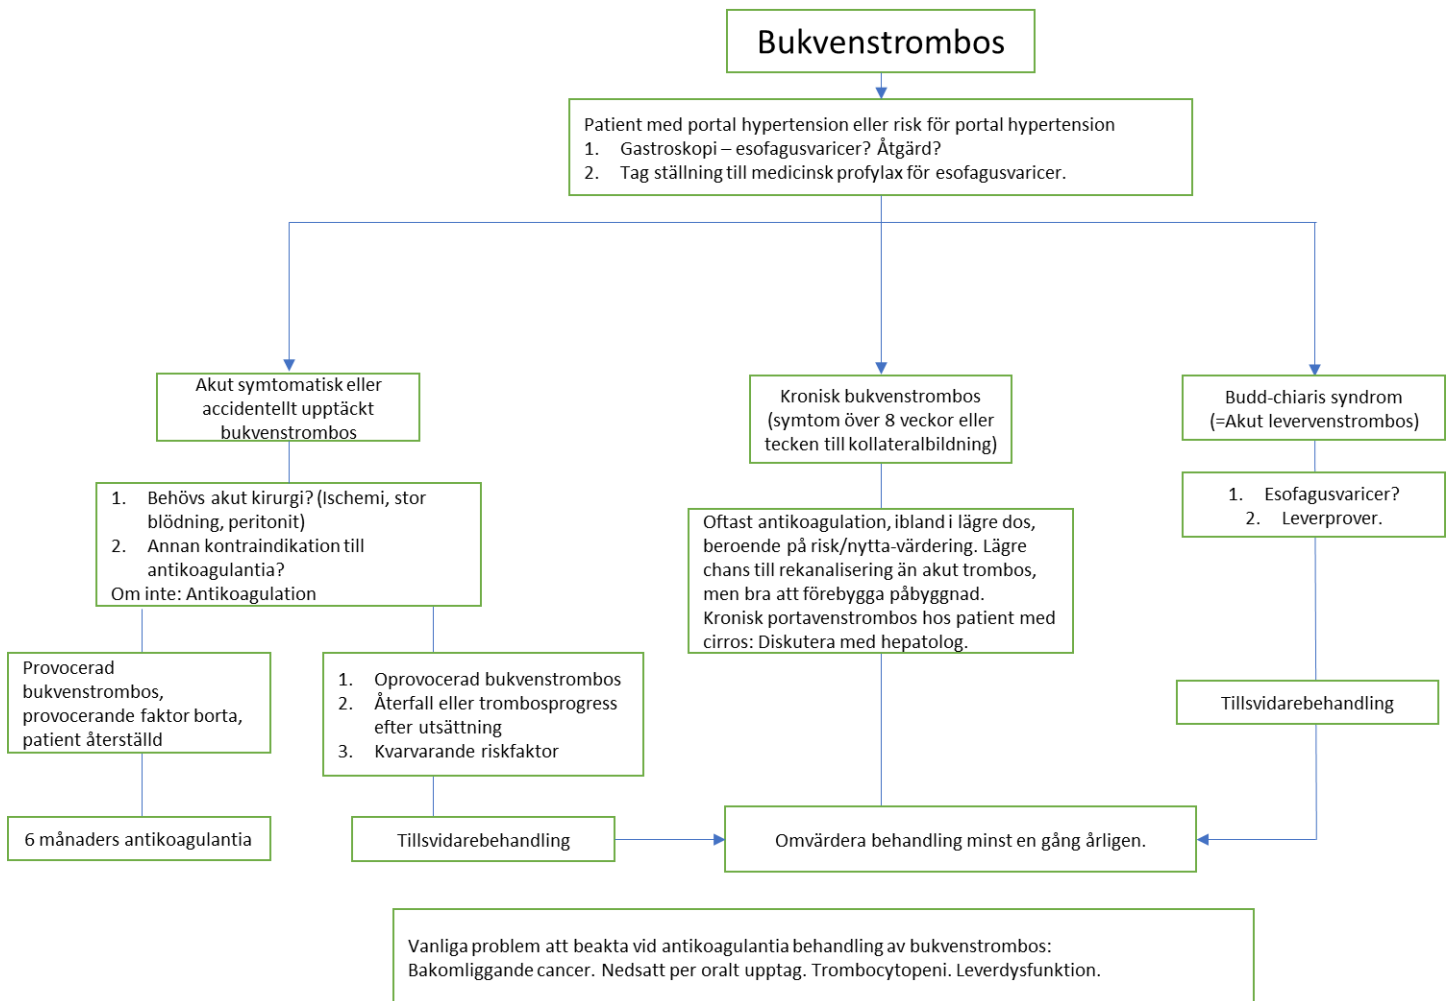 Bukvenstrombos
Patient med portal hypertension eller risk för portal hypertension
1. Gastroskopi – esofagusvaricer? Åtgärd?
2. Tag ställning till medicinsk profylax för esofagusvaricer.
Akut symtomatisk eller
accidentellt upptäckt
bukvenstrombos
1. Behövs akut kirurgi? (Ischemi, stor
blödning, peritonit)
2. Annan kontraindikation till
antikoagulantia?
Om inte: Antikoagulation
Provocerad
bukvenstrombos,
provocerande faktor borta,
patient återställd
6 månaders antikoagulantia
1. Oprovocerad bukvenstrombos
2. Återfall eller trombosprogress
efter utsättning
3. Kvarvarande riskfaktor
Tillsvidarebehandling
Kronisk bukvenstrombos
(symtom över 8 veckor eller
tecken till kollateralbildning)
Oftast antikoagulation, ibland i lägre dos,
beroende på risk/nytta-värdering. Lägre
chans till rekanalisering än akut trombos,
men bra att förebygga påbyggnad.
Kronisk portavenstrombos hos patient med
cirros: Diskutera med hepatolog.
Budd-chiaris syndrom
(=Akut levervenstrombos)
1. Esofagusvaricer?
2. Leverprover.
Tillsvidarebehandling
Omvärdera behandling minst en gång årligen.
Vanliga problem att beakta vid antikoagulantia behandling av bukvenstrombos:
Bakomliggande cancer. Nedsatt per oralt upptag. Trombocytopeni. Leverdysfunktion.